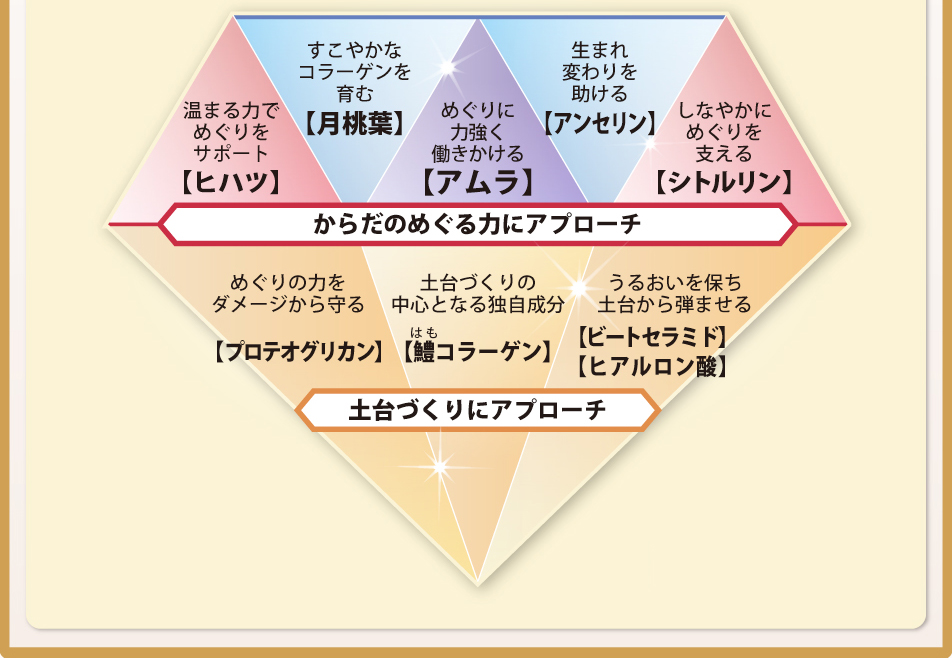 すこやかな
コラーゲンを
育む
【月桃葉】
生まれ
変わりを
助ける
【アンセリン】
温まる力で
めぐりを
サポート
【ヒハツ】
めぐりに
力強く
働きかける
【アムラ】
しなやかに
めぐりを
支える
【シトルリン】
からだのめぐる力にアプローチ
めぐりの力を
ダメージから守る
【プロテオグリカン】
土台づくりの
中心となる独自成分
はも
【鱧コラーゲン】
うるおいを保ち
土台から弾ませる
【ビートセラミド】
【ヒアルロン酸】
土台づくりにアプローチ